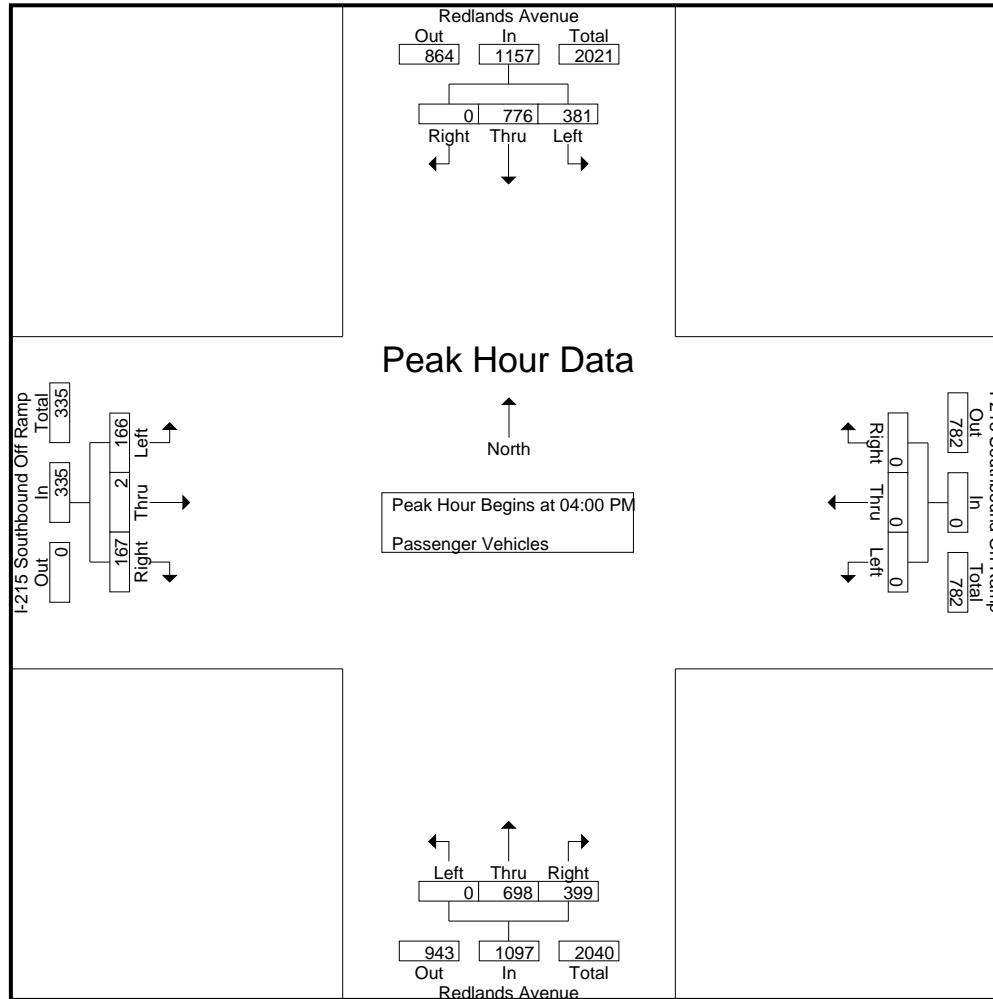 Redlands Avenue
Out In Total
864 1157 2021
0 776 381
Right Thru Left
Peak Hour Data
North
Peak Hour Begins at 04:00 PM
Passenger Vehicles
I-215 Southbound Off Ramp
Total In Out
335 335 0
166 2 167
Left Thru Right
Right Thru Left
0 0 0
782 0 782
Out In Total
Left Thru Right
0 698 399
943 1097 2040
Out In Total
Redlands Avenue